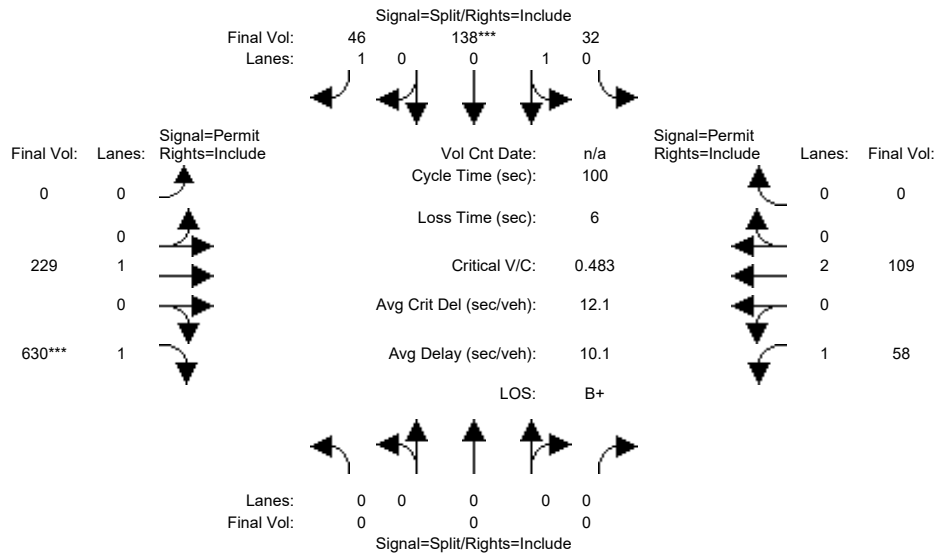 Signal=Split/Rights=Include
Final Vol: 46 138*** 32
Lanes: 1 0 0 1 0
Signal=Permit
Final Vol: Lanes: Rights=Include
Vol Cnt Date: n/a
Signal=Permit
Rights=Include Lanes: Final Vol:
Cycle Time (sec): 100
0 0
0 0
Loss Time (sec): 6
0
0
229 1
Critical V/C: 0.483
2 109
0
Avg Crit Del (sec/veh): 12.1
0
630*** 1
Avg Delay (sec/veh): 10.1
1 58
LOS: B+
Lanes: 0 0 0 0 0
Final Vol: 0 0 0
Signal=Split/Rights=Include